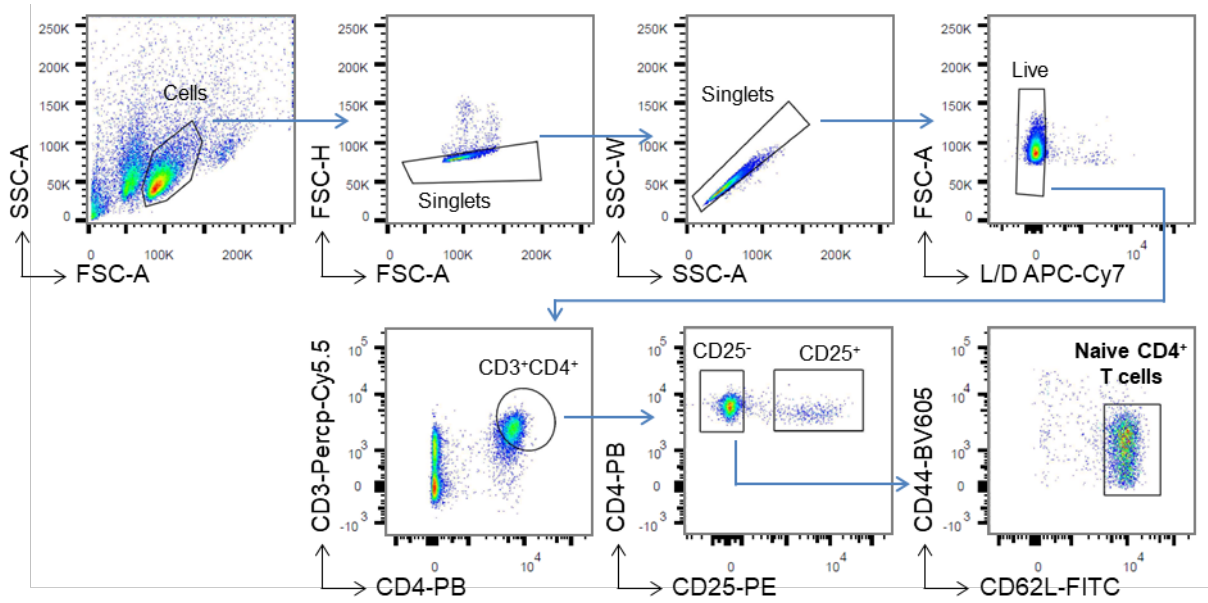 250K
200K
150K
100K
50K
0
SSC-A
Cells
0
100K
200K
FSC-A
250K
200K
150K
100K
50K
0
FSC-H
Singlets
0
100K
200K
FSC-A
250K
200K
150K
100K
50K
0
SSC-W
Singlets
0
100K
200K
SSC-A
250K
200K
150K
100K
50K
0
FSC-A
Live
0
10⁴
L/D APC-Cy7
10⁵
10⁴
10³
0
-10³
CD3-Percp-Cy5.5
CD3⁺CD4⁺
0
10⁴
CD4-PB
10⁵
10⁴
10³
0
-10³
CD4-PB
CD25⁻
CD25⁺
0
10⁴
CD25-PE
10⁵
10⁴
10³
0
-10³
CD44-BV605
Naive CD4⁺
T cells
0
10⁴
CD62L-FITC